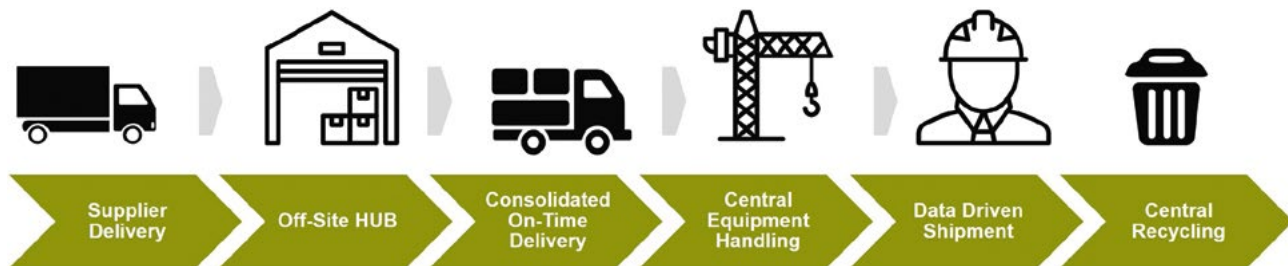 Supplier
Delivery
Off-Site HUB
Consolidated
On-Time
Delivery
Central
Equipment
Handling
Data Driven
Shipment
Central
Recycling